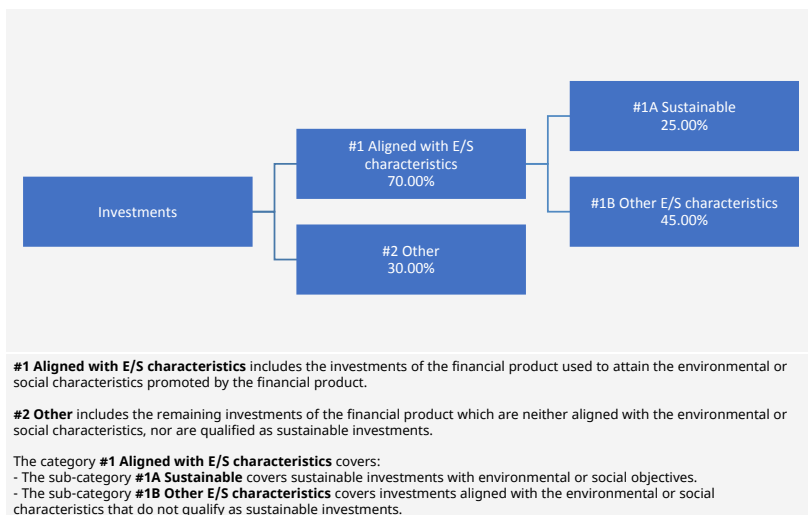 #1A Sustainable
25.00%
#1 Aligned with E/S
characteristics
70.00%
Investments
#1B Other E/S characteristics
45.00%
#2 Other
30.00%
#1 Aligned with E/S characteristics includes the investments of the financial product used to attain the environmental or
social characteristics promoted by the financial product.
#2 Other includes the remaining investments of the financial product which are neither aligned with the environmental or
social characteristics, nor are qualified as sustainable investments.
The category #1 Aligned with E/S characteristics covers:
- The sub-category #1A Sustainable covers sustainable investments with environmental or social objectives.
- The sub-category #1B Other E/S characteristics covers investments aligned with the environmental or social
characteristics that do not qualify as sustainable investments.